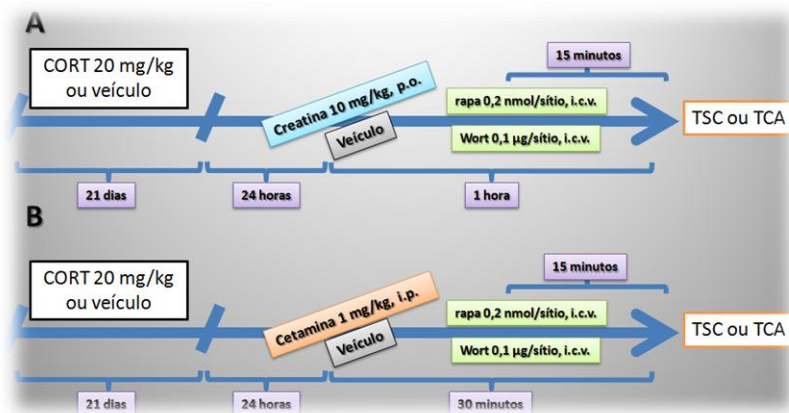 A
CORT 20 mg/kg
ou veículo
15 minutos
Creatina 10 mg/kg, p.o.
Veículo
rapa 0,2 nmol/sítio, i.c.v.
Wort 0,1 µg/sítio, i.c.v.
TSC ou TCA
21 dias
24 horas
1 hora
B
CORT 20 mg/kg
ou veículo
15 minutos
Cetamina 1 mg/kg, i.p.
Veículo
rapa 0,2 nmol/sítio, i.c.v.
Wort 0,1 µg/sítio, i.c.v.
TSC ou TCA
21 dias
24 horas
30 minutos